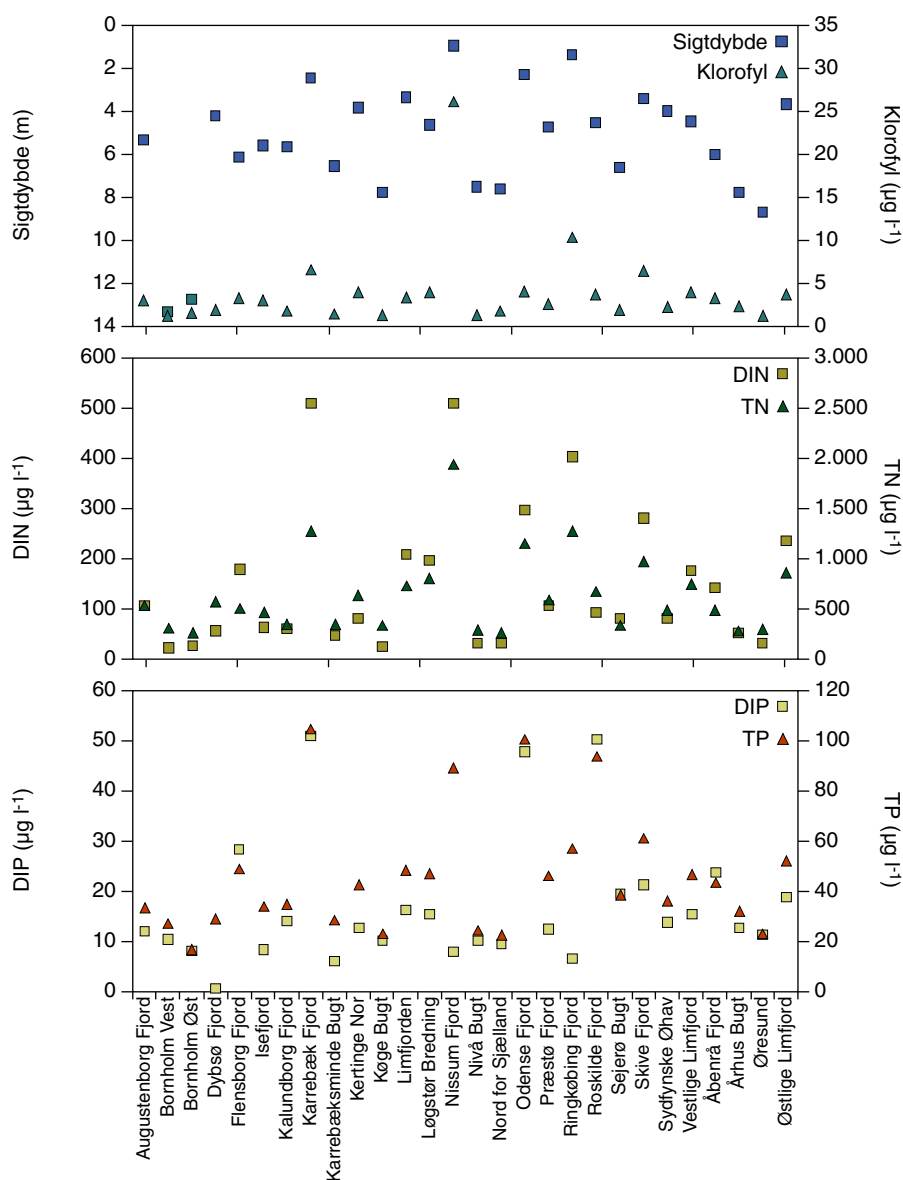 0
2
4
6
8
10
12
14
Sigtdybde (m)
35
30
25
20
15
10
5
0
Klorofyl (µg l-1)
Sigtdybde
Klorofyl
600
500
400
300
200
100
0
DIN (µg l-1)
3.000
2.500
2.000
1.500
1.000
500
0
TN (µg l-1)
DIN
TN
60
50
40
30
20
10
0
DIP (µg l-1)
120
100
80
60
40
20
0
TP (µg l-1)
DIP
TP
Augustenborg Fjord
Bornholm Vest
Bornholm Øst
Dybsø Fjord
Flensborg Fjord
Isefjord
Kalundborg Fjord
Karrebæk Fjord
Karrebæksminde Bugt
Kertinge Nor
Køge Bugt
Limfjorden
Løgstør Bredning
Nissum Fjord
Nivå Bugt
Nord for Sjælland
Odense Fjord
Præstø Fjord
Ringkøbing Fjord
Roskilde Fjord
Sejerø Bugt
Skive Fjord
Sydfynske Øhav
Vestlige Limfjord
Åbenrå Fjord
Århus Bugt
Øresund
Østlige Limfjord